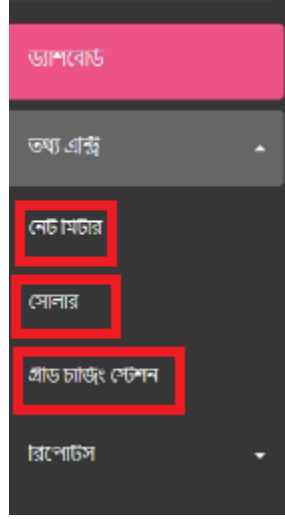 ড্যাশবোর্ড
তথ্য এন্ট্রি
নেট মিটার
সোলার
গ্রীড চার্জিং স্টেশন
রিপোর্টস